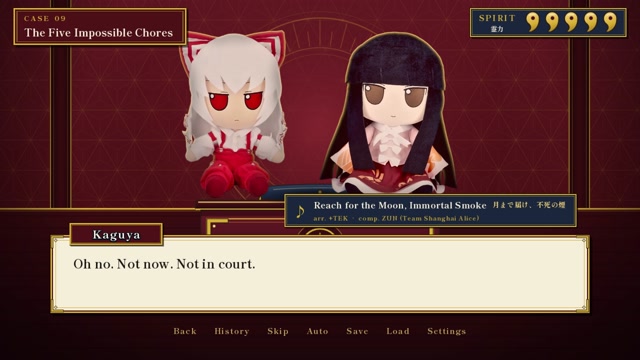 CASE 09
The Five Impossible Chores
SPIRIT
霊力
Reach for the Moon, Immortal Smoke 月まで届け、不死の煙
arr. +TEK · comp. ZUN (Team Shanghai Alice)
Kaguya
Oh no. Not now. Not in court.
Back History Skip Auto Save Load Settings